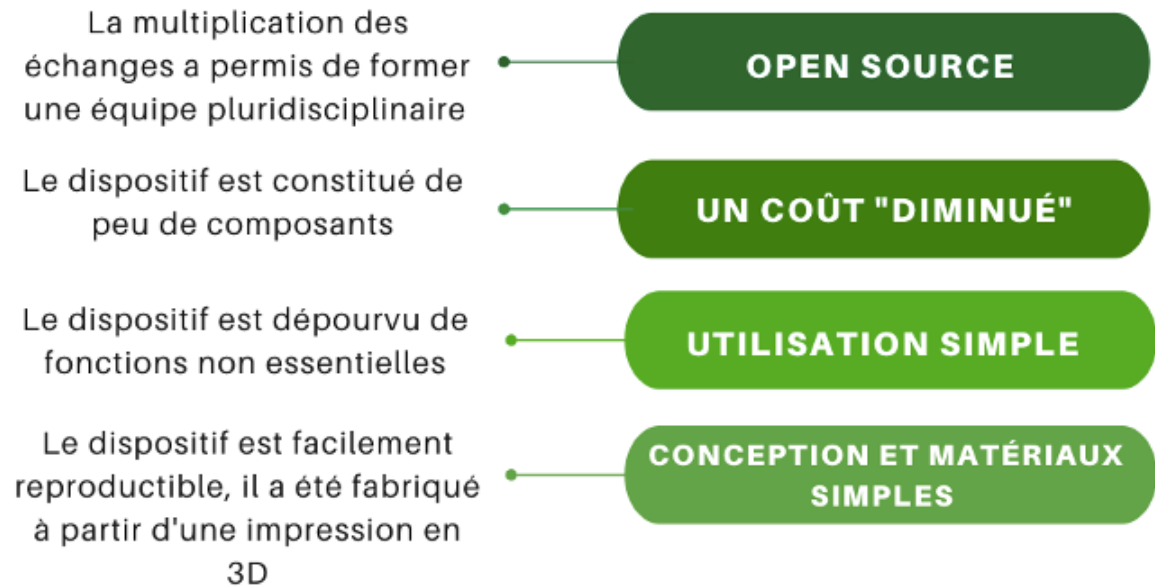 La multiplication des
échanges a permis de former
une équipe pluridisciplinaire
OPEN SOURCE
Le dispositif est constitué de
peu de composants
UN COÛT "DIMINUÉ"
Le dispositif est dépourvu de
fonctions non essentielles
UTILISATION SIMPLE
Le dispositif est facilement
reproductible, il a été fabriqué
à partir d'une impression en
3D
CONCEPTION ET MATÉRIAUX
SIMPLES